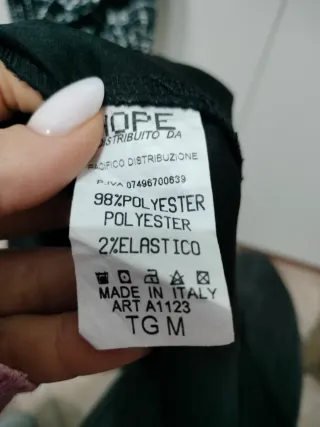 HOPE
DISTRIBUITO DA
PACIFICO DISTRIBUZIONE
P.IVA 07496700639
98%POLYESTER
POLYESTER
2%ELASTICO
MADE IN ITALY
ART A1123
TG M